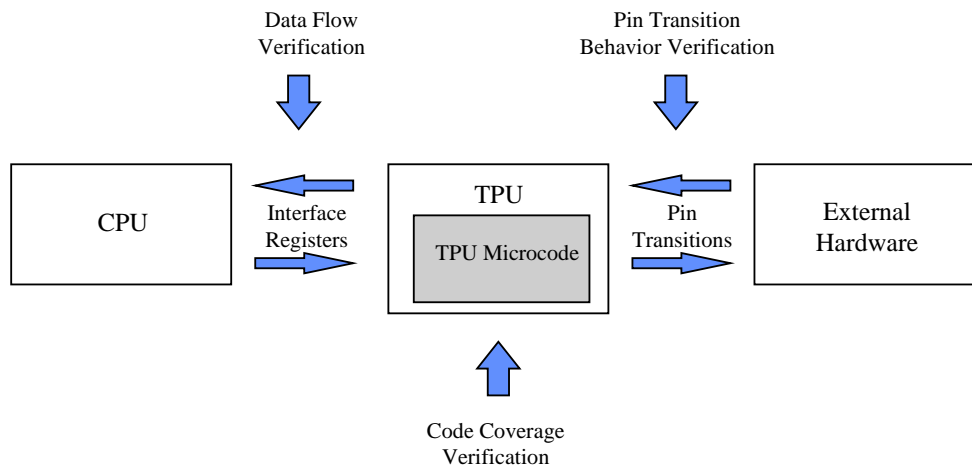 Data Flow
Verification
Pin Transition
Behavior Verification
CPU
Interface
Registers
TPU
TPU Microcode
Pin
Transitions
External
Hardware
Code Coverage
Verification